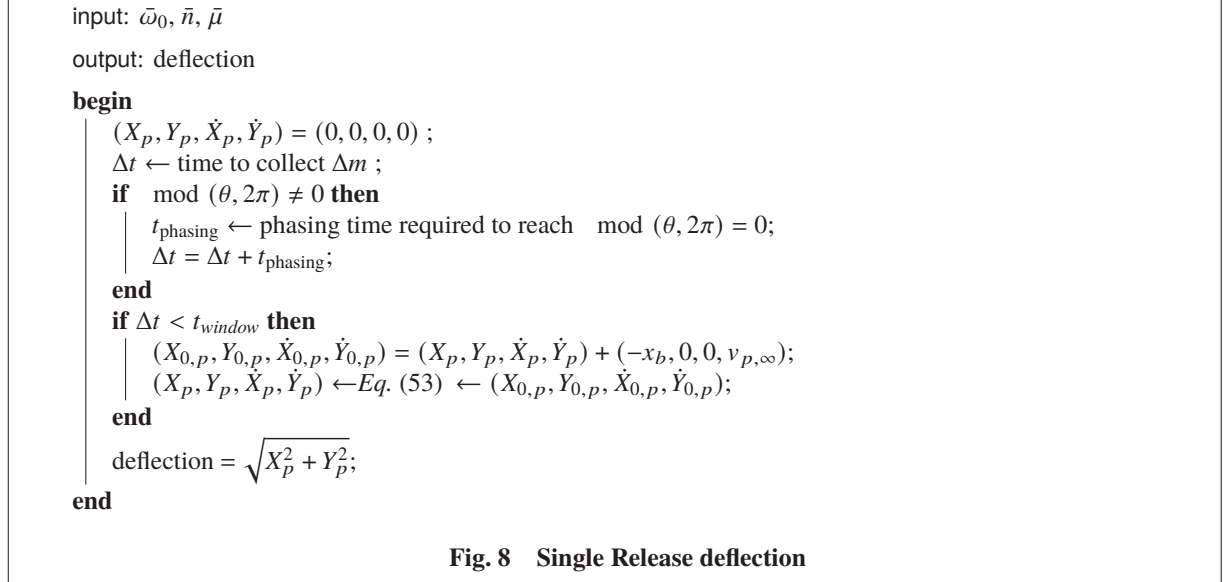 input: ω̄₀, n̄, μ̄
output: deflection
begin
(Xₚ, Yₚ, Ẋₚ, Ẏₚ) = (0, 0, 0, 0) ;
Δt ← time to collect Δm ;
if mod (θ, 2π) ≠ 0 then
t_phasing ← phasing time required to reach mod (θ, 2π) = 0;
Δt = Δt + t_phasing;
end
if Δt < t_window then
(X₀,ₚ, Y₀,ₚ, Ẋ₀,ₚ, Ẏ₀,ₚ) = (Xₚ, Yₚ, Ẋₚ, Ẏₚ) + (−x_b, 0, 0, v_{p,∞});
(Xₚ, Yₚ, Ẋₚ, Ẏₚ) ←Eq. (53) ← (X₀,ₚ, Y₀,ₚ, Ẋ₀,ₚ, Ẏ₀,ₚ);
end
deflection = √(Xₚ² + Yₚ²);
end
Fig. 8 Single Release deflection